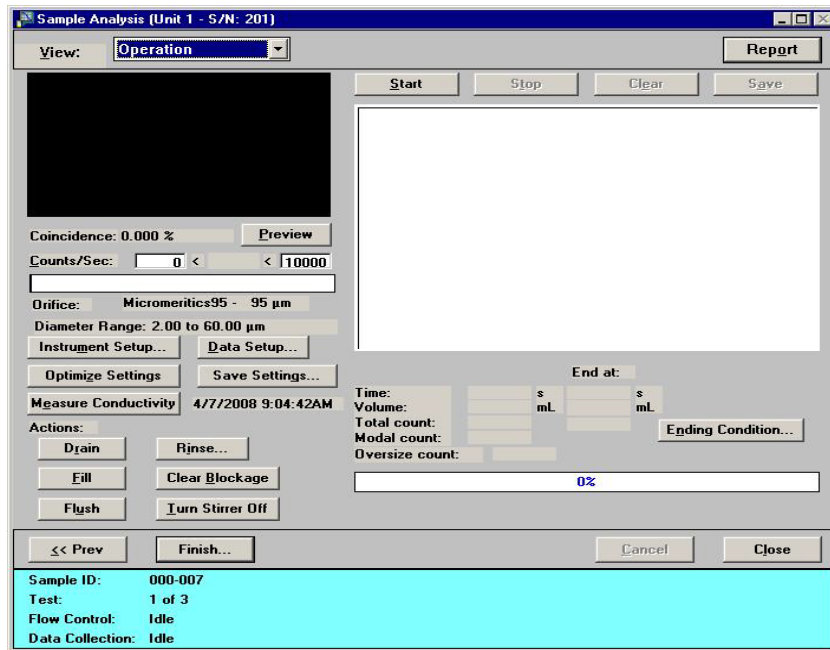 Sample Analysis (Unit 1 - S/N: 201)
View: Operation Report
Start Stop Clear Save
Coincidence: 0.000 % Preview
Counts/Sec: 0 < < 10000
Orifice: Micromeritics95 - 95 µm
Diameter Range: 2.00 to 60.00 µm
Instrument Setup... Data Setup...
Optimize Settings Save Settings...
Measure Conductivity 4/7/2008 9:04:42AM
Actions:
Drain Rinse...
Fill Clear Blockage
Flush Turn Stirrer Off
End at:
Time: s s
Volume: mL mL
Total count:
Modal count:
Ending Condition...
Oversize count:
0%
<< Prev Finish... Cancel Close
Sample ID: 000-007
Test: 1 of 3
Flow Control: Idle
Data Collection: Idle